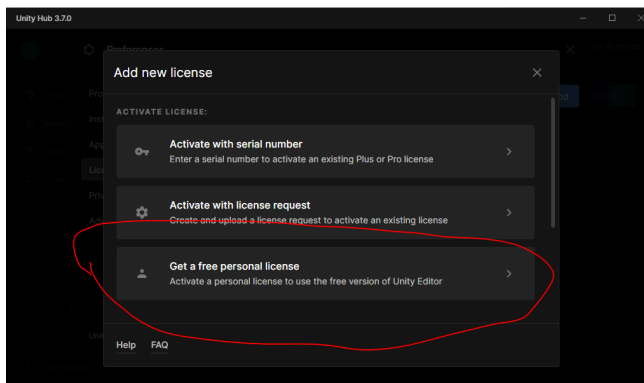 Unity Hub 3.7.0
Preferences
Add new license
ACTIVATE LICENSE:
Activate with serial number
Enter a serial number to activate an existing Plus or Pro license
Activate with license request
Create and upload a license request to activate an existing license
Get a free personal license
Activate a personal license to use the free version of Unity Editor
Help FAQ